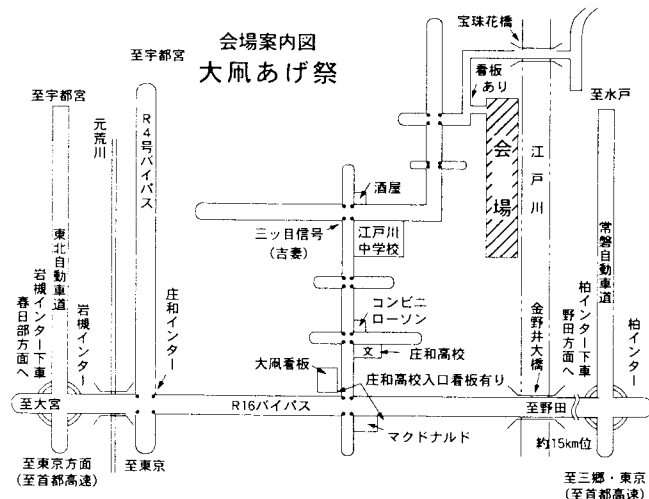 会場案内図
大凧あげ祭
至宇都宮
至宇都宮
元荒川
R4号バイパス
東北自動車道
岩槻インター下車
春日部方面へ
岩槻インター
庄和インター
至大宮
至東京方面
(至首都高速)
至東京
R16バイパス
酒屋
三ッ目信号
(吉妻)
江戸川
中学校
コンビニ
ローソン
文
庄和高校
大凧看板
庄和高校入口看板有り
マクドナルド
宝珠花橋
看板
あり
会場
江戸川
金野井大橋
至水戸
常磐自動車道
柏インター下車
野田方面へ
柏インター
至野田
約15km位
至三郷・東京
(至首都高速)